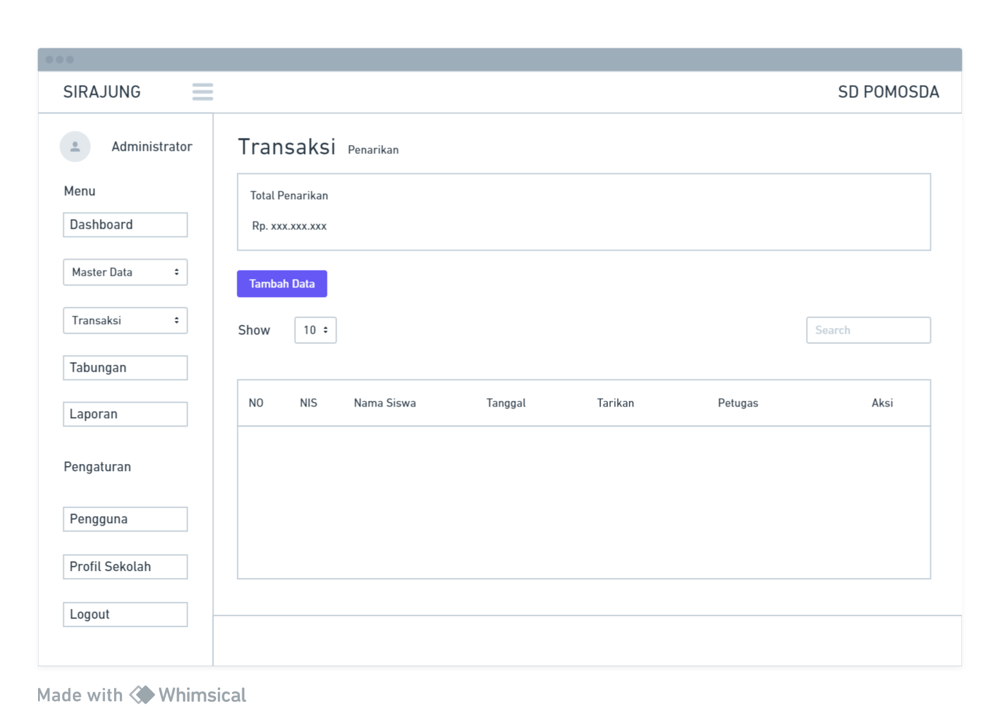 SIRAJUNG
SD POMOSDA
Administrator
Menu
Dashboard
Master Data
Transaksi
Tabungan
Laporan
Pengaturan
Pengguna
Profil Sekolah
Logout
Transaksi Penarikan
Total Penarikan
Rp. xxx.xxx.xxx
Tambah Data
Show 10
Search
NO NIS Nama Siswa Tanggal Tarikan Petugas Aksi
Made with Whimsical